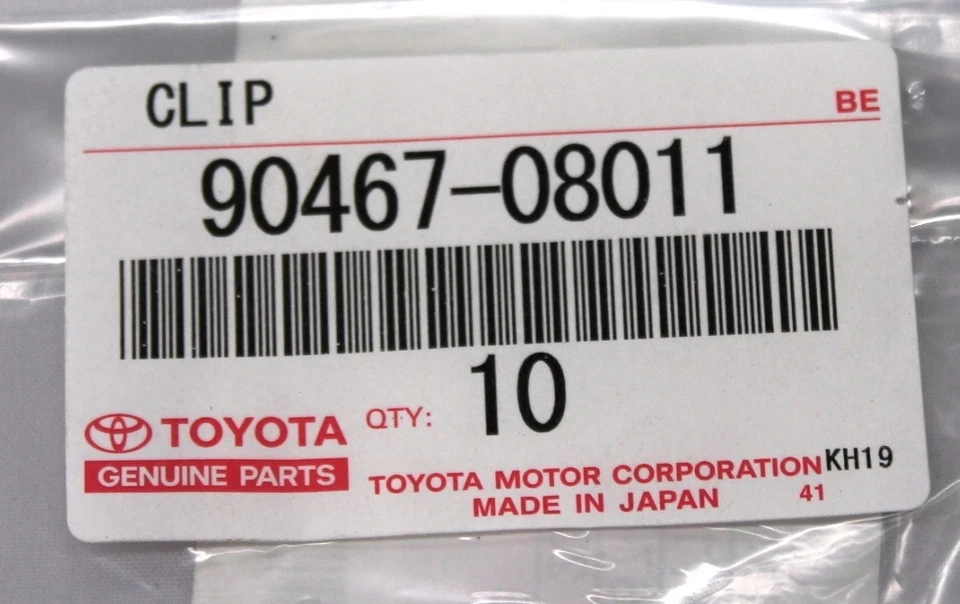 CLIP
BE
90467-08011
QTY: 10
TOYOTA
GENUINE PARTS
TOYOTA MOTOR CORPORATION KH19
MADE IN JAPAN 41